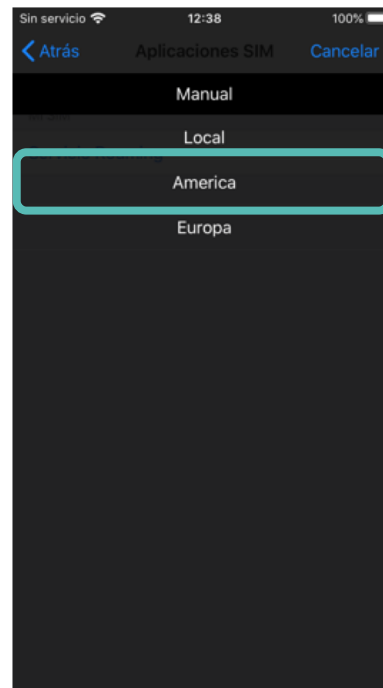 Sin servicio 12:38 100%
Atrás Aplicaciones SIM Cancelar
Manual
Local
America
Europa